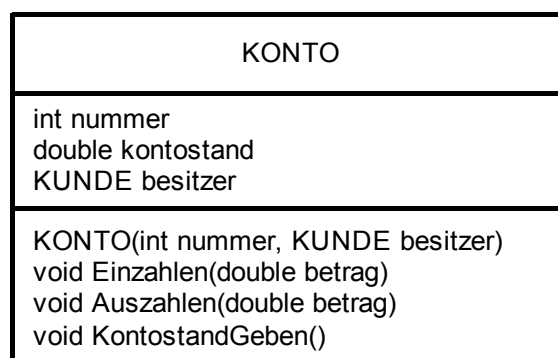 KONTO
int nummer
double kontostand
KUNDE besitzer
KONTO(int nummer, KUNDE besitzer)
void Einzahlen(double betrag)
void Auszahlen(double betrag)
void KontostandGeben()